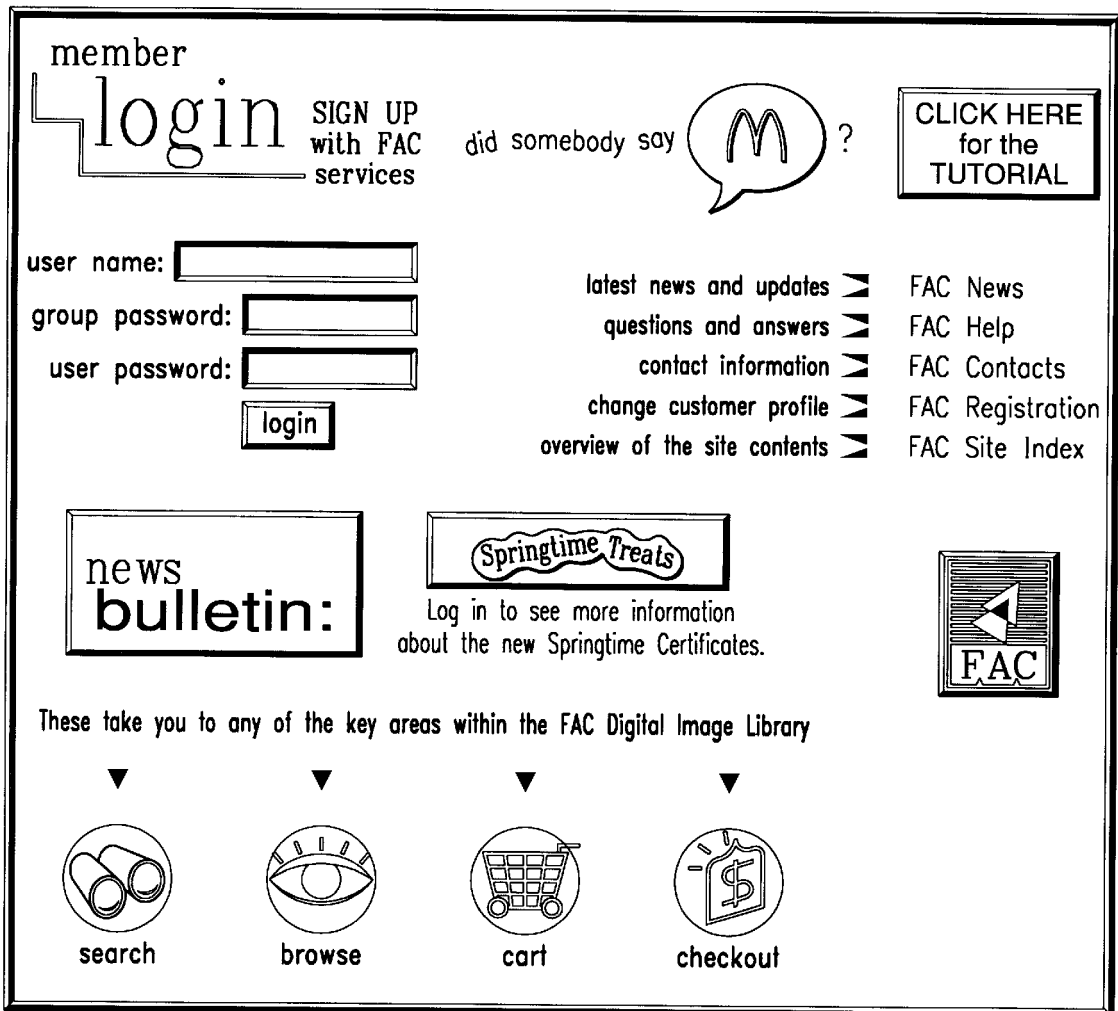 member
login
SIGN UP
with FAC
services
did somebody say M ?
CLICK HERE
for the
TUTORIAL
user name:
group password:
user password:
login
latest news and updates FAC News
questions and answers FAC Help
contact information FAC Contacts
change customer profile FAC Registration
overview of the site contents FAC Site Index
news
bulletin:
Springtime Treats
Log in to see more information
about the new Springtime Certificates.
FAC
These take you to any of the key areas within the FAC Digital Image Library
$
search browse cart checkout